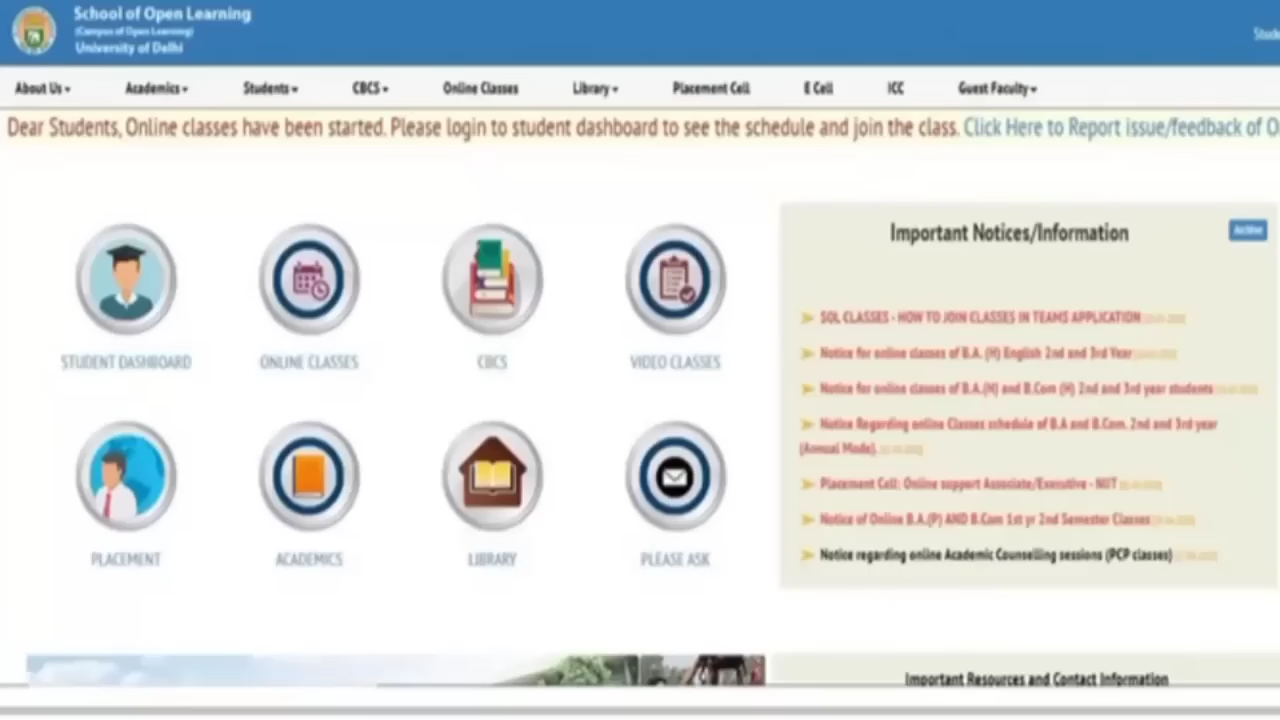 School of Open Learning
(Campus of Open Learning)
University of Delhi
About Us
Academics
Students
CBCS
Online Classes
Library
Placement Cell
E Cell
ICC
Guest Faculty
Dear Students, Online classes have been started. Please login to student dashboard to see the schedule and join the class. Click Here to Report issue/feedback of
STUDENT DASHBOARD
ONLINE CLASSES
CBCS
VIDEO CLASSES
PLACEMENT
ACADEMICS
LIBRARY
PLEASE ASK
Important Notices/Information
Archive
SOL CLASSES - HOW TO JOIN CLASSES IN TEAMS APPLICATION
Notice for online classes of B.A. (H) English 2nd and 3rd Year
Notice for online classes of B.A.(H) and B.Com (H) 2nd and 3rd year students
Notice Regarding online Classes schedule of B.A and B.Com. 2nd and 3rd year
(Annual Mode).
Placement Cell: Online support Associate/Executive - NIIT
Notice of Online B.A.(P) AND B.Com 1st yr 2nd Semester Classes
Notice regarding online Academic Counselling sessions (PCP classes)
Important Resources and Contact Information